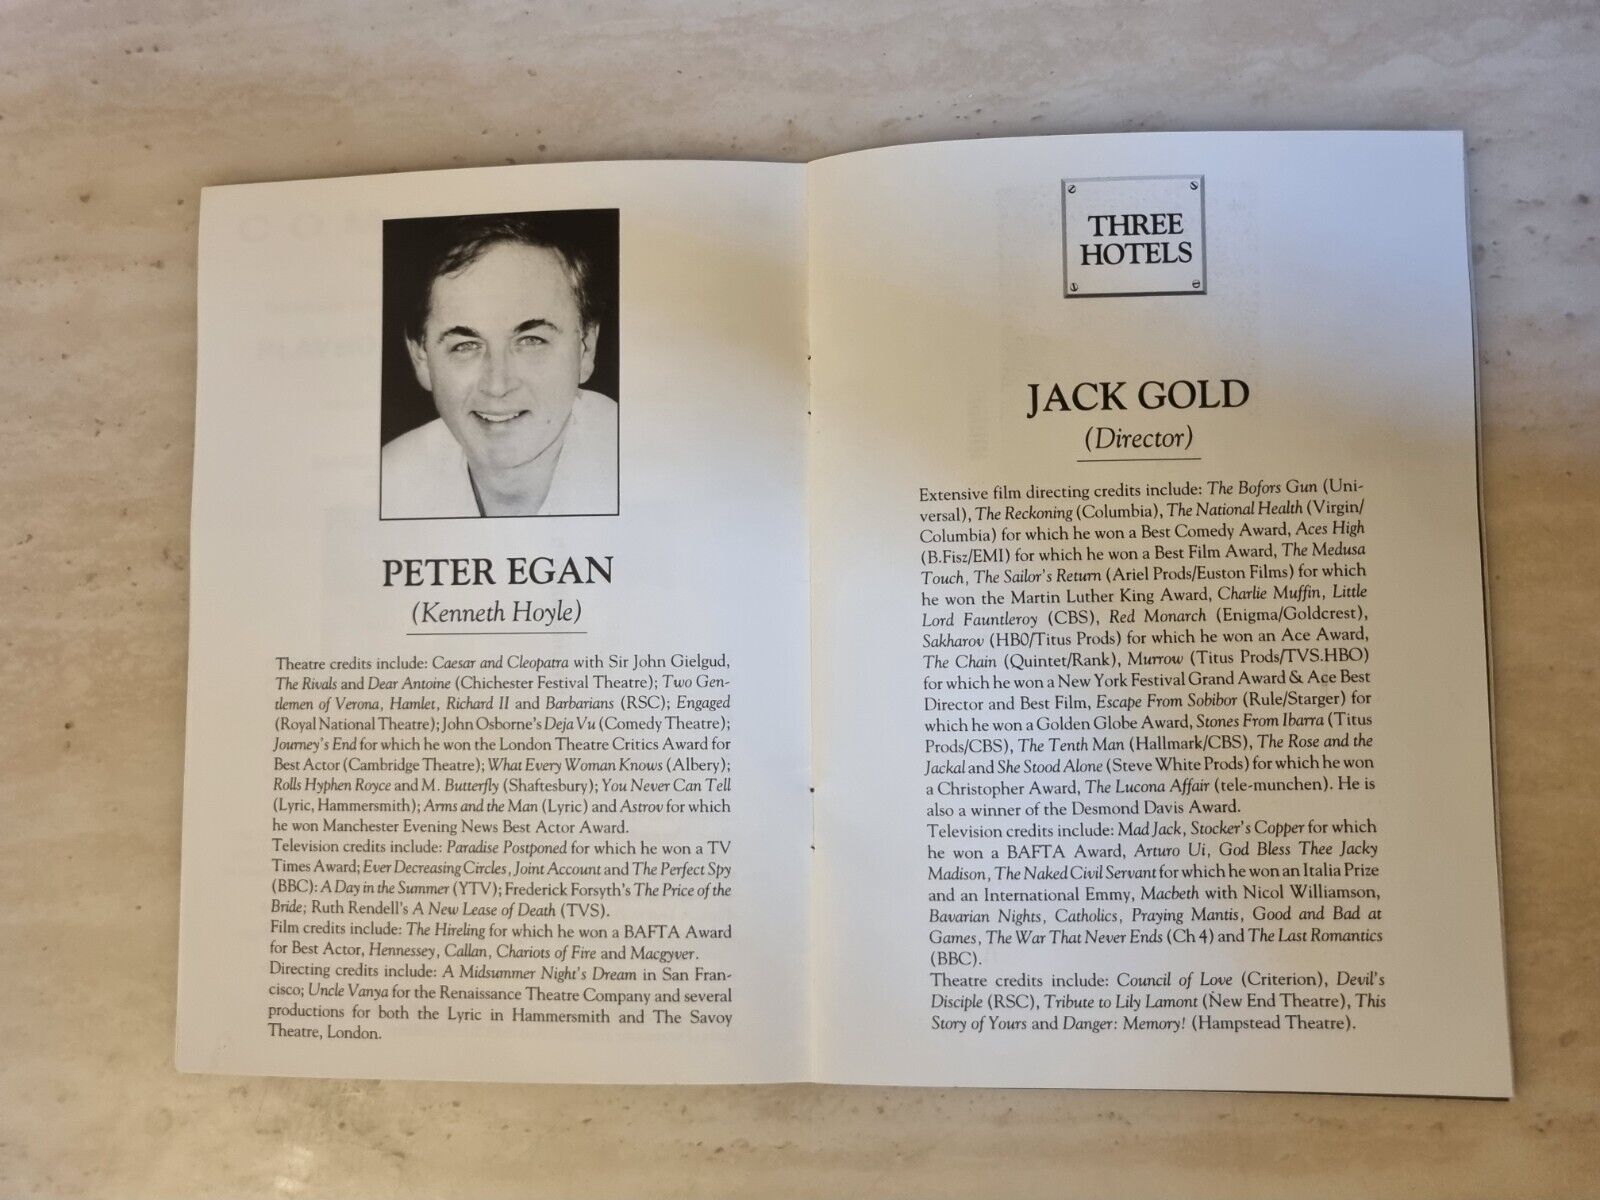 PETER EGAN
(Kenneth Hoyle)
Theatre credits include: Caesar and Cleopatra with Sir John Gielgud,
The Rivals and Dear Antoine (Chichester Festival Theatre); Two Gen-
tlemen of Verona, Hamlet, Richard II and Barbarians (RSC); Engaged
(Royal National Theatre); John Osborne's Deja Vu (Comedy Theatre);
Journey's End for which he won the London Theatre Critics Award for
Best Actor (Cambridge Theatre); What Every Woman Knows (Albery);
Rolls Hyphen Royce and M. Butterfly (Shaftesbury); You Never Can Tell
(Lyric, Hammersmith); Arms and the Man (Lyric) and Astrov for which
he won Manchester Evening News Best Actor Award.
Television credits include: Paradise Postponed for which he won a TV
Times Award; Ever Decreasing Circles, Joint Account and The Perfect Spy
(BBC): A Day in the Summer (YTV); Frederick Forsyth's The Price of the
Bride; Ruth Rendell's A New Lease of Death (TVS).
Film credits include: The Hireling for which he won a BAFTA Award
for Best Actor, Hennessey, Callan, Chariots of Fire and Macgyver.
Directing credits include: A Midsummer Night's Dream in San Fran-
cisco; Uncle Vanya for the Renaissance Theatre Company and several
productions for both the Lyric in Hammersmith and The Savoy
Theatre, London.
THREE
HOTELS
JACK GOLD
(Director)
Extensive film directing credits include: The Bofors Gun (Uni-
versal), The Reckoning (Columbia), The National Health (Virgin/
Columbia) for which he won a Best Comedy Award, Aces High
(B.Fisz/EMI) for which he won a Best Film Award, The Medusa
Touch, The Sailor's Return (Ariel Prods/Euston Films) for which
he won the Martin Luther King Award, Charlie Muffin, Little
Lord Fauntleroy (CBS), Red Monarch (Enigma/Goldcrest),
Sakharov (HBO/Titus Prods) for which he won an Ace Award,
The Chain (Quintet/Rank), Murrow (Titus Prods/TVS.HBO)
for which he won a New York Festival Grand Award & Ace Best
Director and Best Film, Escape From Sobibor (Rule/Starger) for
which he won a Golden Globe Award, Stones From Ibarra (Titus
Prods/CBS), The Tenth Man (Hallmark/CBS), The Rose and the
Jackal and She Stood Alone (Steve White Prods) for which he won
a Christopher Award, The Lucona Affair (tele-munchen). He is
also a winner of the Desmond Davis Award.
Television credits include: Mad Jack, Stocker's Copper for which
he won a BAFTA Award, Arturo Ui, God Bless Thee Jacky
Madison, The Naked Civil Servant for which he won an Italia Prize
and an International Emmy, Macbeth with Nicol Williamson,
Bavarian Nights, Catholics, Praying Mantis, Good and Bad at
Games, The War That Never Ends (Ch 4) and The Last Romantics
(BBC).
Theatre credits include: Council of Love (Criterion), Devil's
Disciple (RSC), Tribute to Lily Lamont (New End Theatre), This
Story of Yours and Danger: Memory! (Hampstead Theatre).